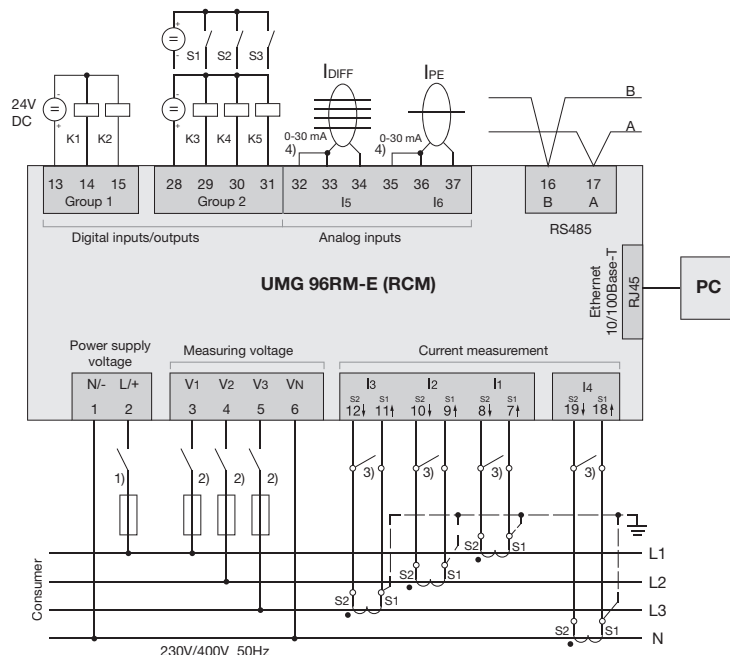 S1 S2 S3
IDIFF
IPE
24V
DC
K1 K2
K3 K4 K5
0-30 mA
4)
0-30 mA
4)
B
A
13 14 15
Group 1
28 29 30 31
Group 2
32 33 34
I5
35 36 37
I6
16 17
B A
RS485
Digital inputs/outputs
Analog inputs
UMG 96RM-E (RCM)
Ethernet
10/100Base-T
RJ45
PC
Power supply
voltage
Measuring voltage
Current measurement
N/- L/+
1 2
V1 V2 V3 VN
3 4 5 6
I3 I2 I1
S2 S1 S2 S1 S2 S1
12 11 10 9 8 7
I4
S2 S1
19 18
1) 2) 2) 2) 3) 3) 3) 3)
Consumer
S2 S1
L1
S2 S1
L2
S2 S1
L3
S2 S1
N
230V/400V 50Hz